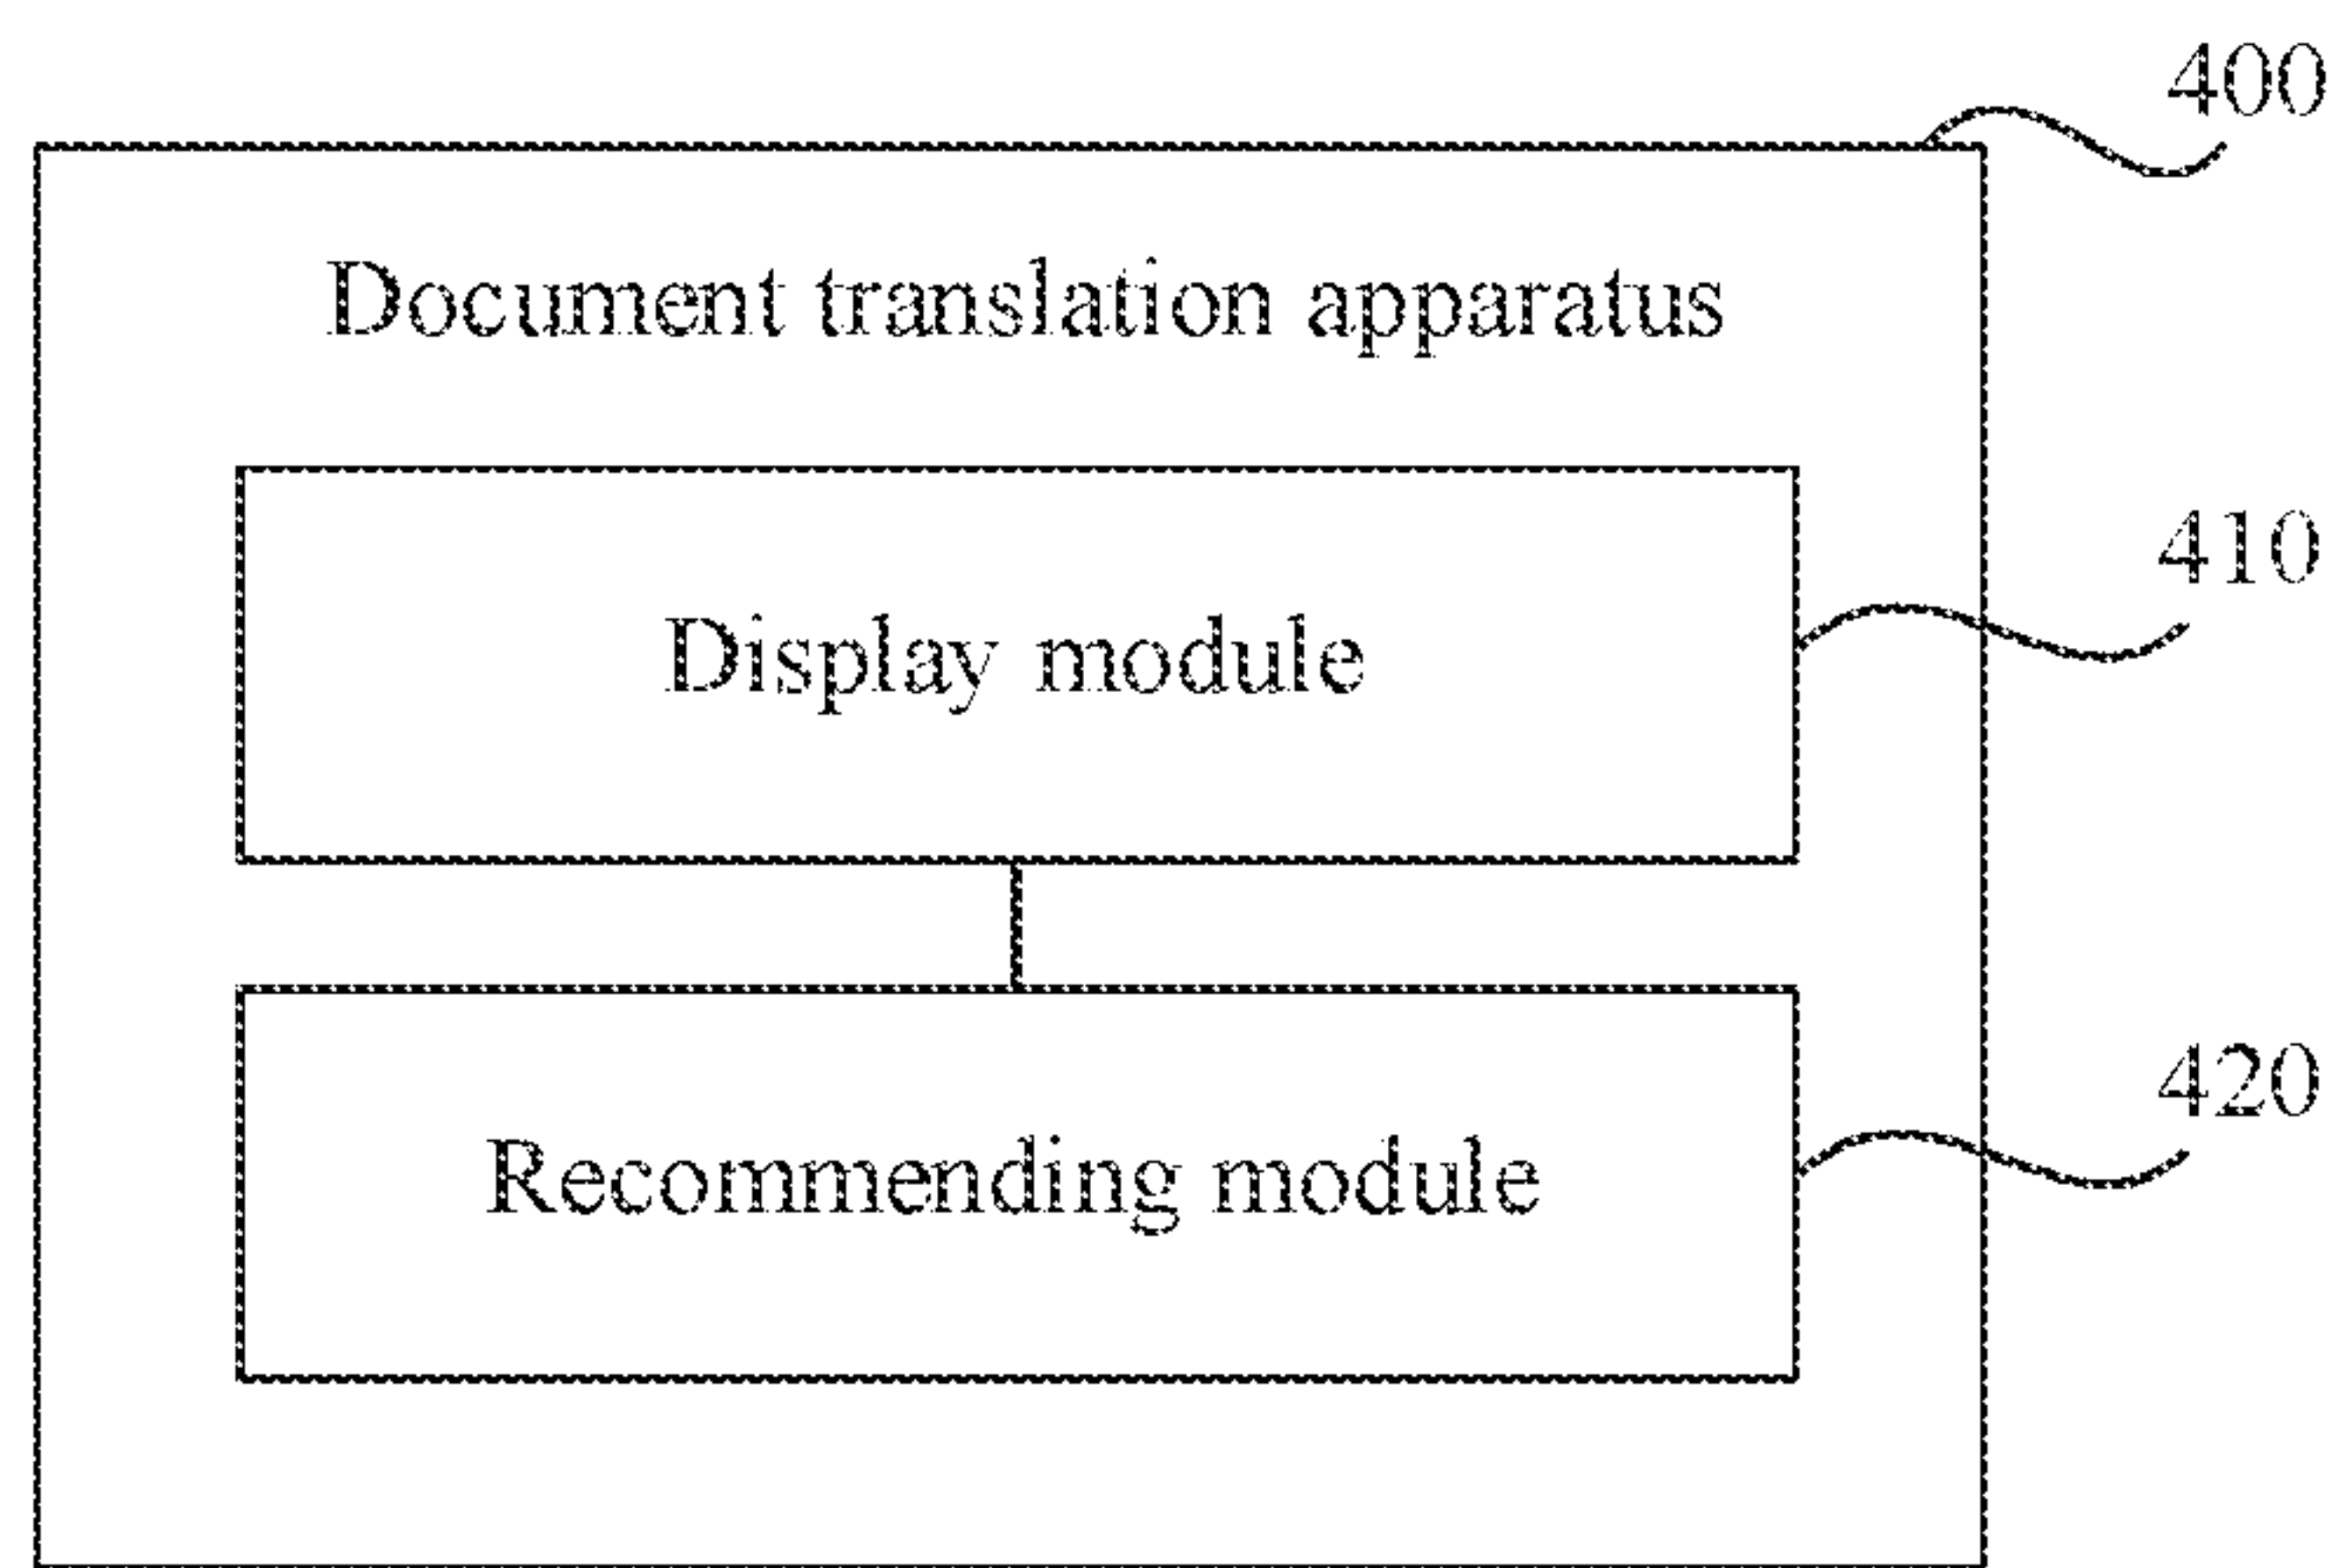 400
Document translation apparatus
410
Display module
420
Recommending module